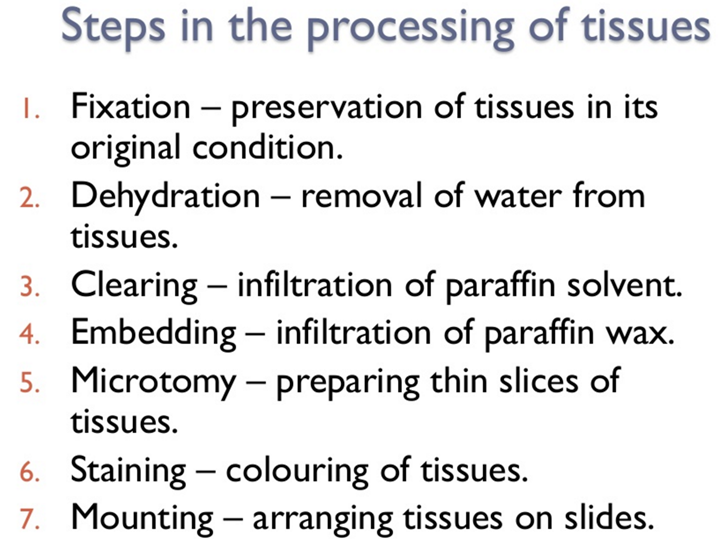 Steps in the processing of tissues
1. Fixation – preservation of tissues in its
original condition.
2. Dehydration – removal of water from
tissues.
3. Clearing – infiltration of paraffin solvent.
4. Embedding – infiltration of paraffin wax.
5. Microtomy – preparing thin slices of
tissues.
6. Staining – colouring of tissues.
7. Mounting – arranging tissues on slides.